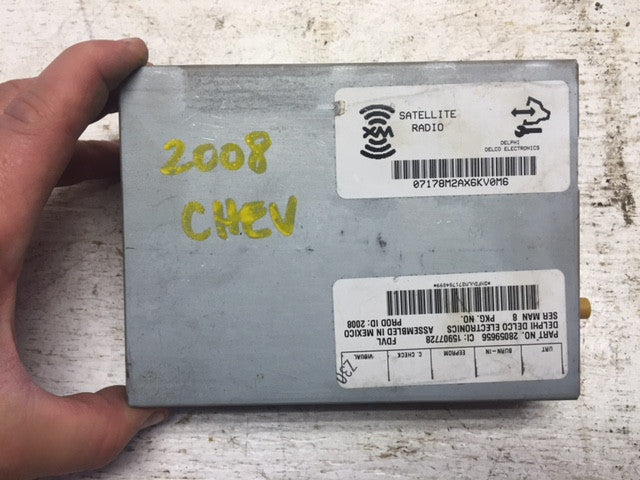 2008
CHEV
XM
SATELLITE
RADIO
DELPHI
DELCO ELECTRONICS
07178M2AX6KV0M6
URT BURN-IN EEPROM C. CHECK VISUAL
PART NO. 28059656 CI: 15907728 FDVL
DELPHI DELCO ELECTRONICS ASSEMBLED IN MEXICO
SER MAN 8 PKG. NO. PROD ID: 2008